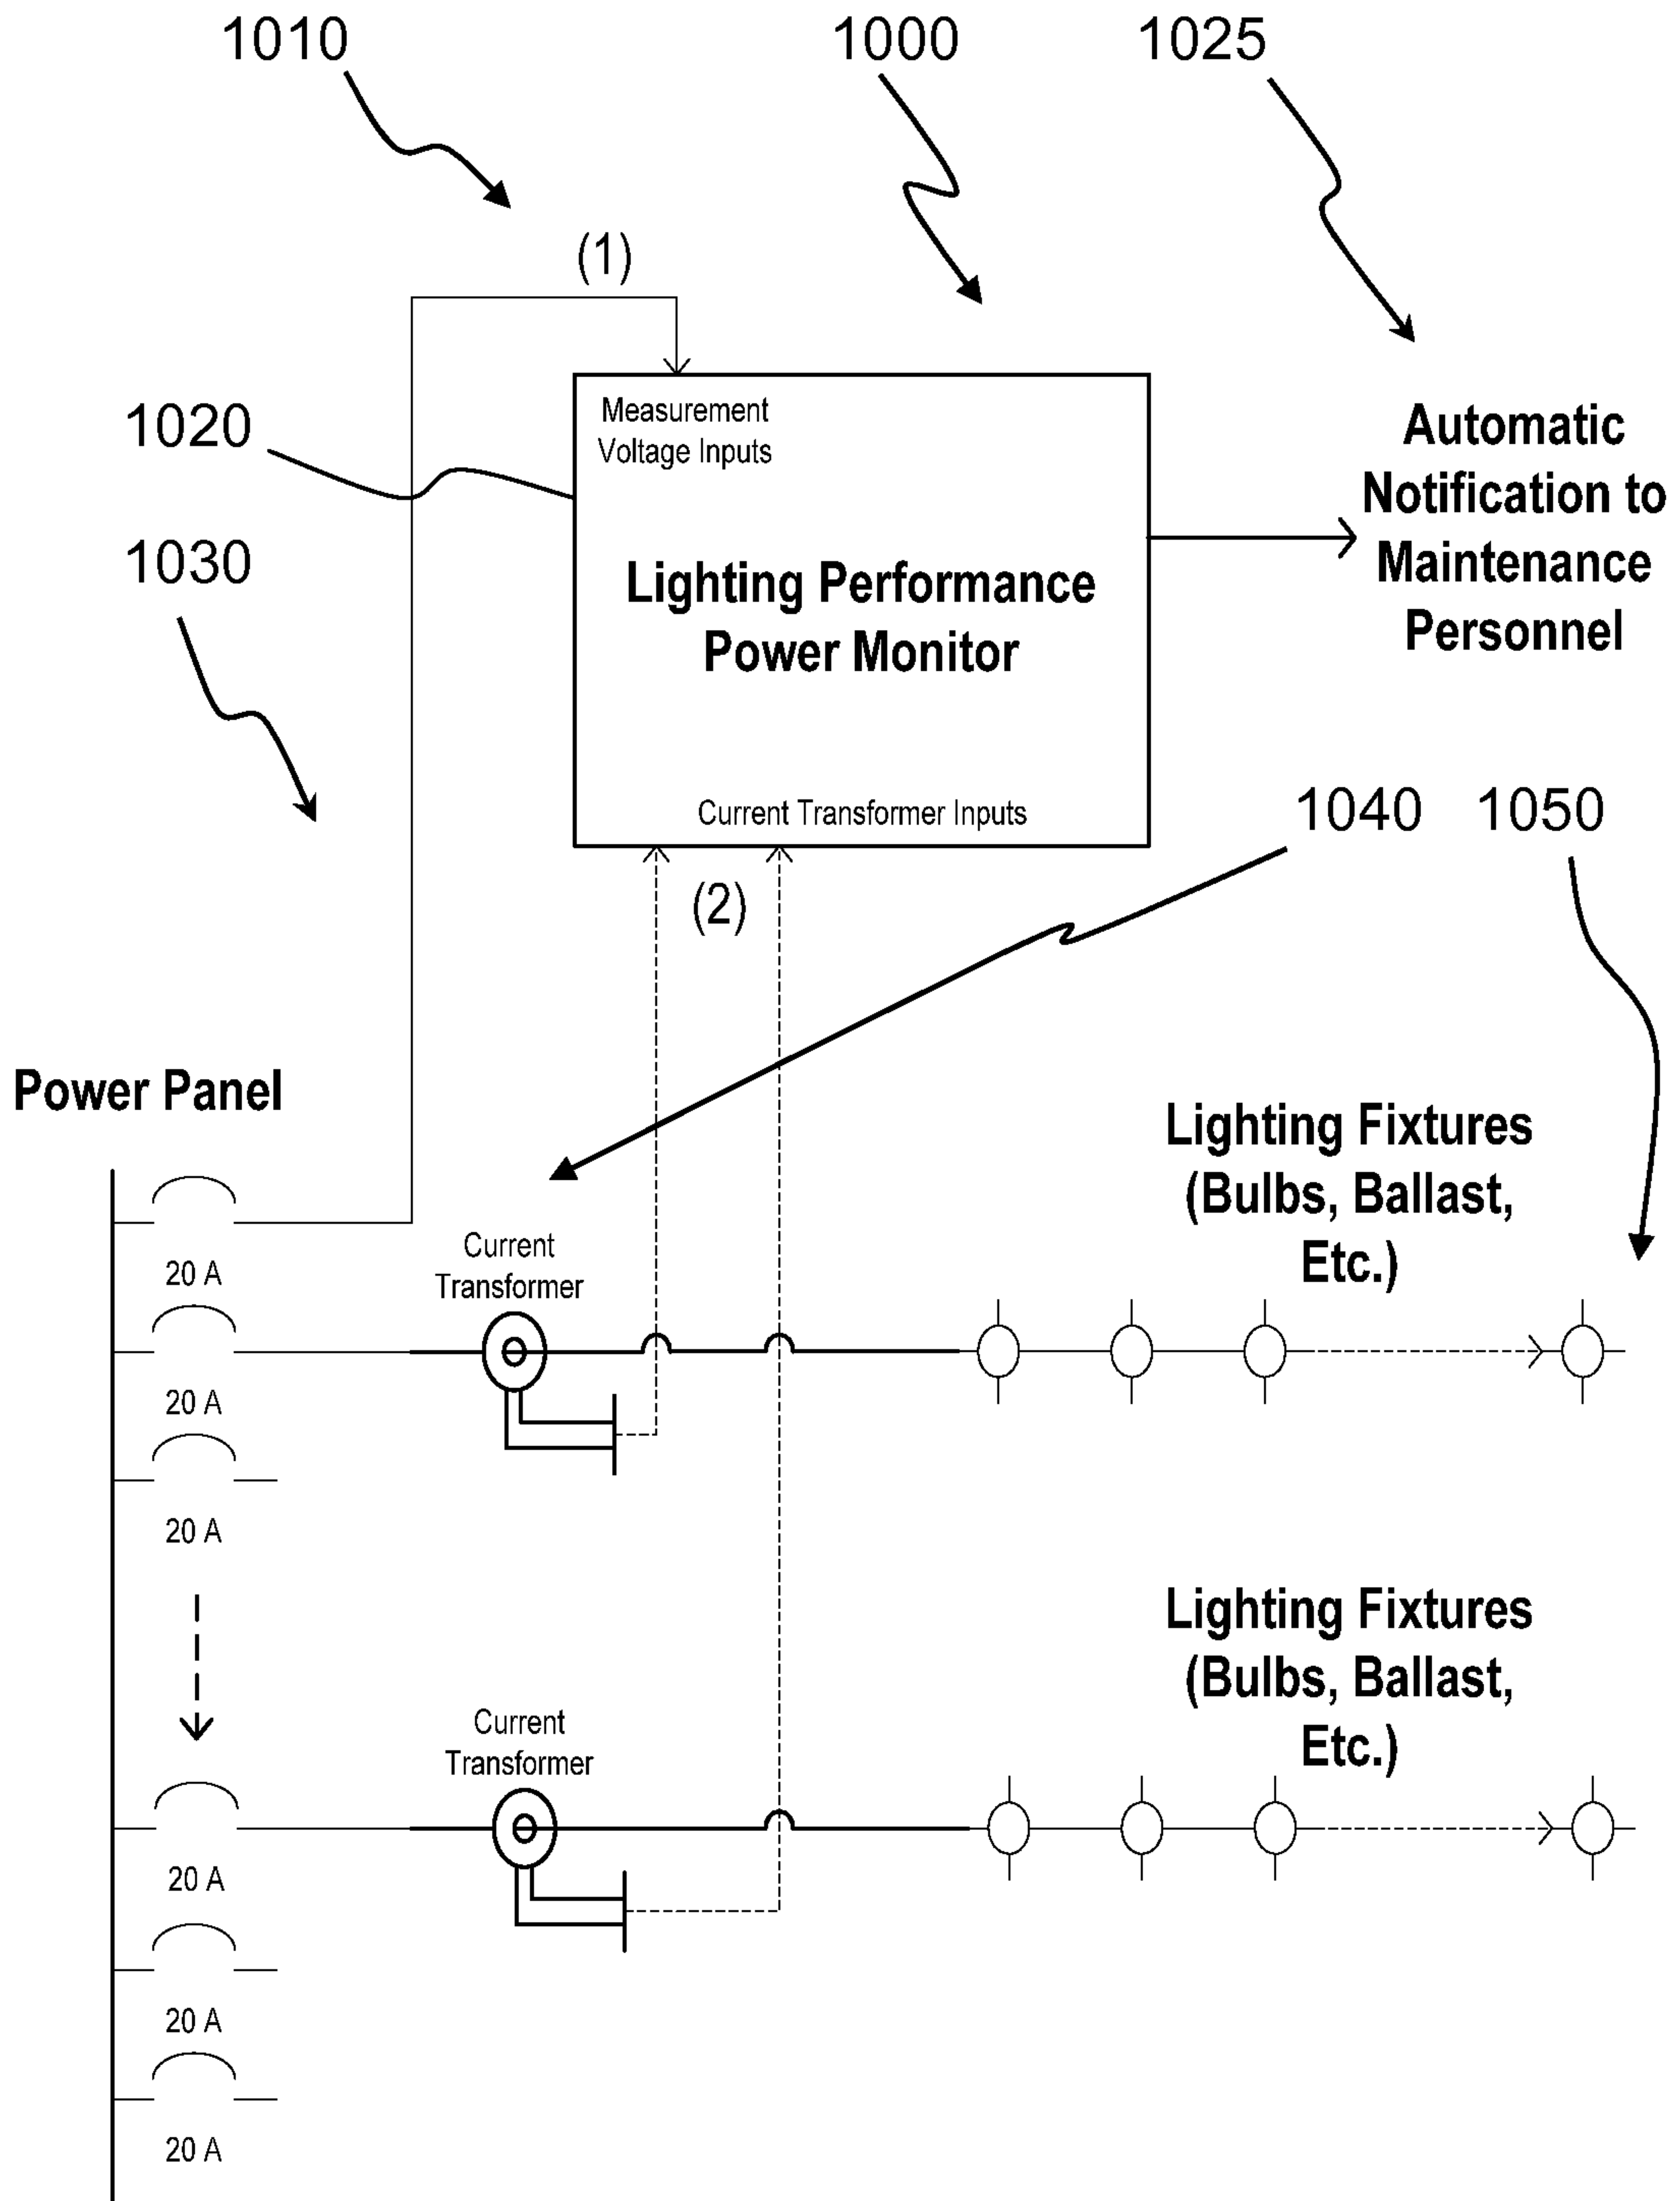 1010
1000
1025
(1)
1020
Measurement
Voltage Inputs
Automatic
Notification to
Maintenance
Personnel
1030
Lighting Performance
Power Monitor
Current Transformer Inputs
1040
1050
(2)
Power Panel
Lighting Fixtures
(Bulbs, Ballast,
Etc.)
20 A
Current
Transformer
20 A
20 A
Lighting Fixtures
(Bulbs, Ballast,
Etc.)
Current
Transformer
20 A
20 A
20 A